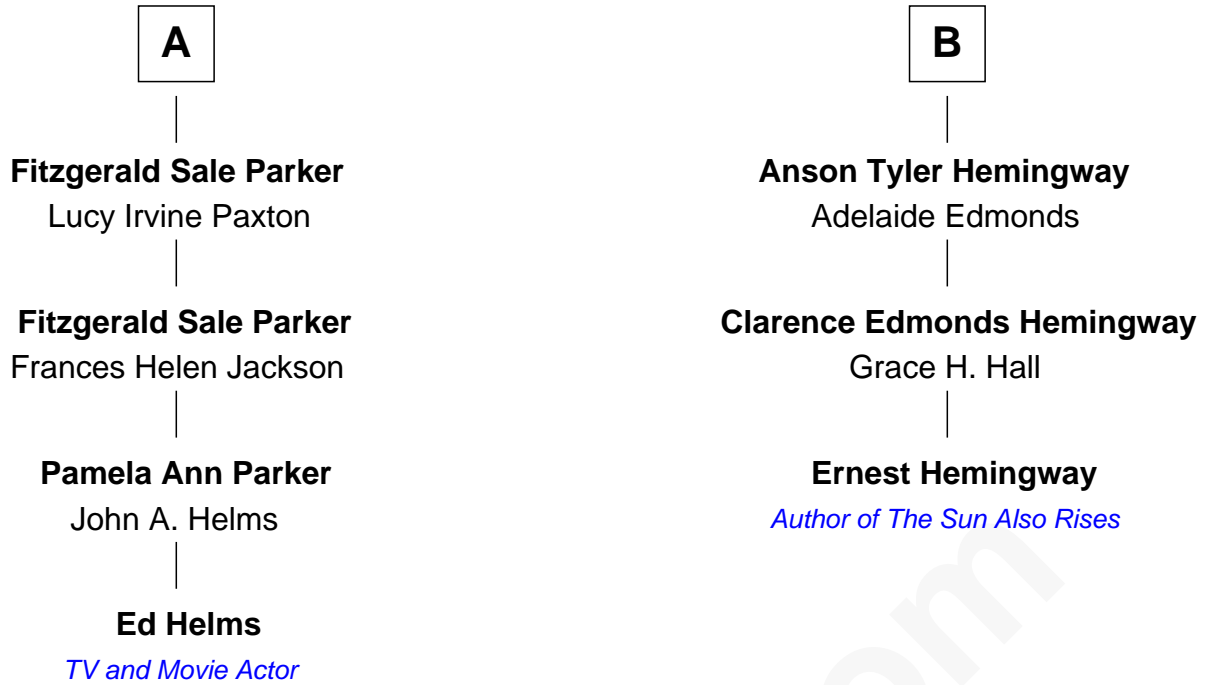 A
Fitzgerald Sale Parker
Lucy Irvine Paxton
Fitzgerald Sale Parker
Frances Helen Jackson
Pamela Ann Parker
John A. Helms
Ed Helms
TV and Movie Actor
B
Anson Tyler Hemingway
Adelaide Edmonds
Clarence Edmonds Hemingway
Grace H. Hall
Ernest Hemingway
Author of The Sun Also Rises
om